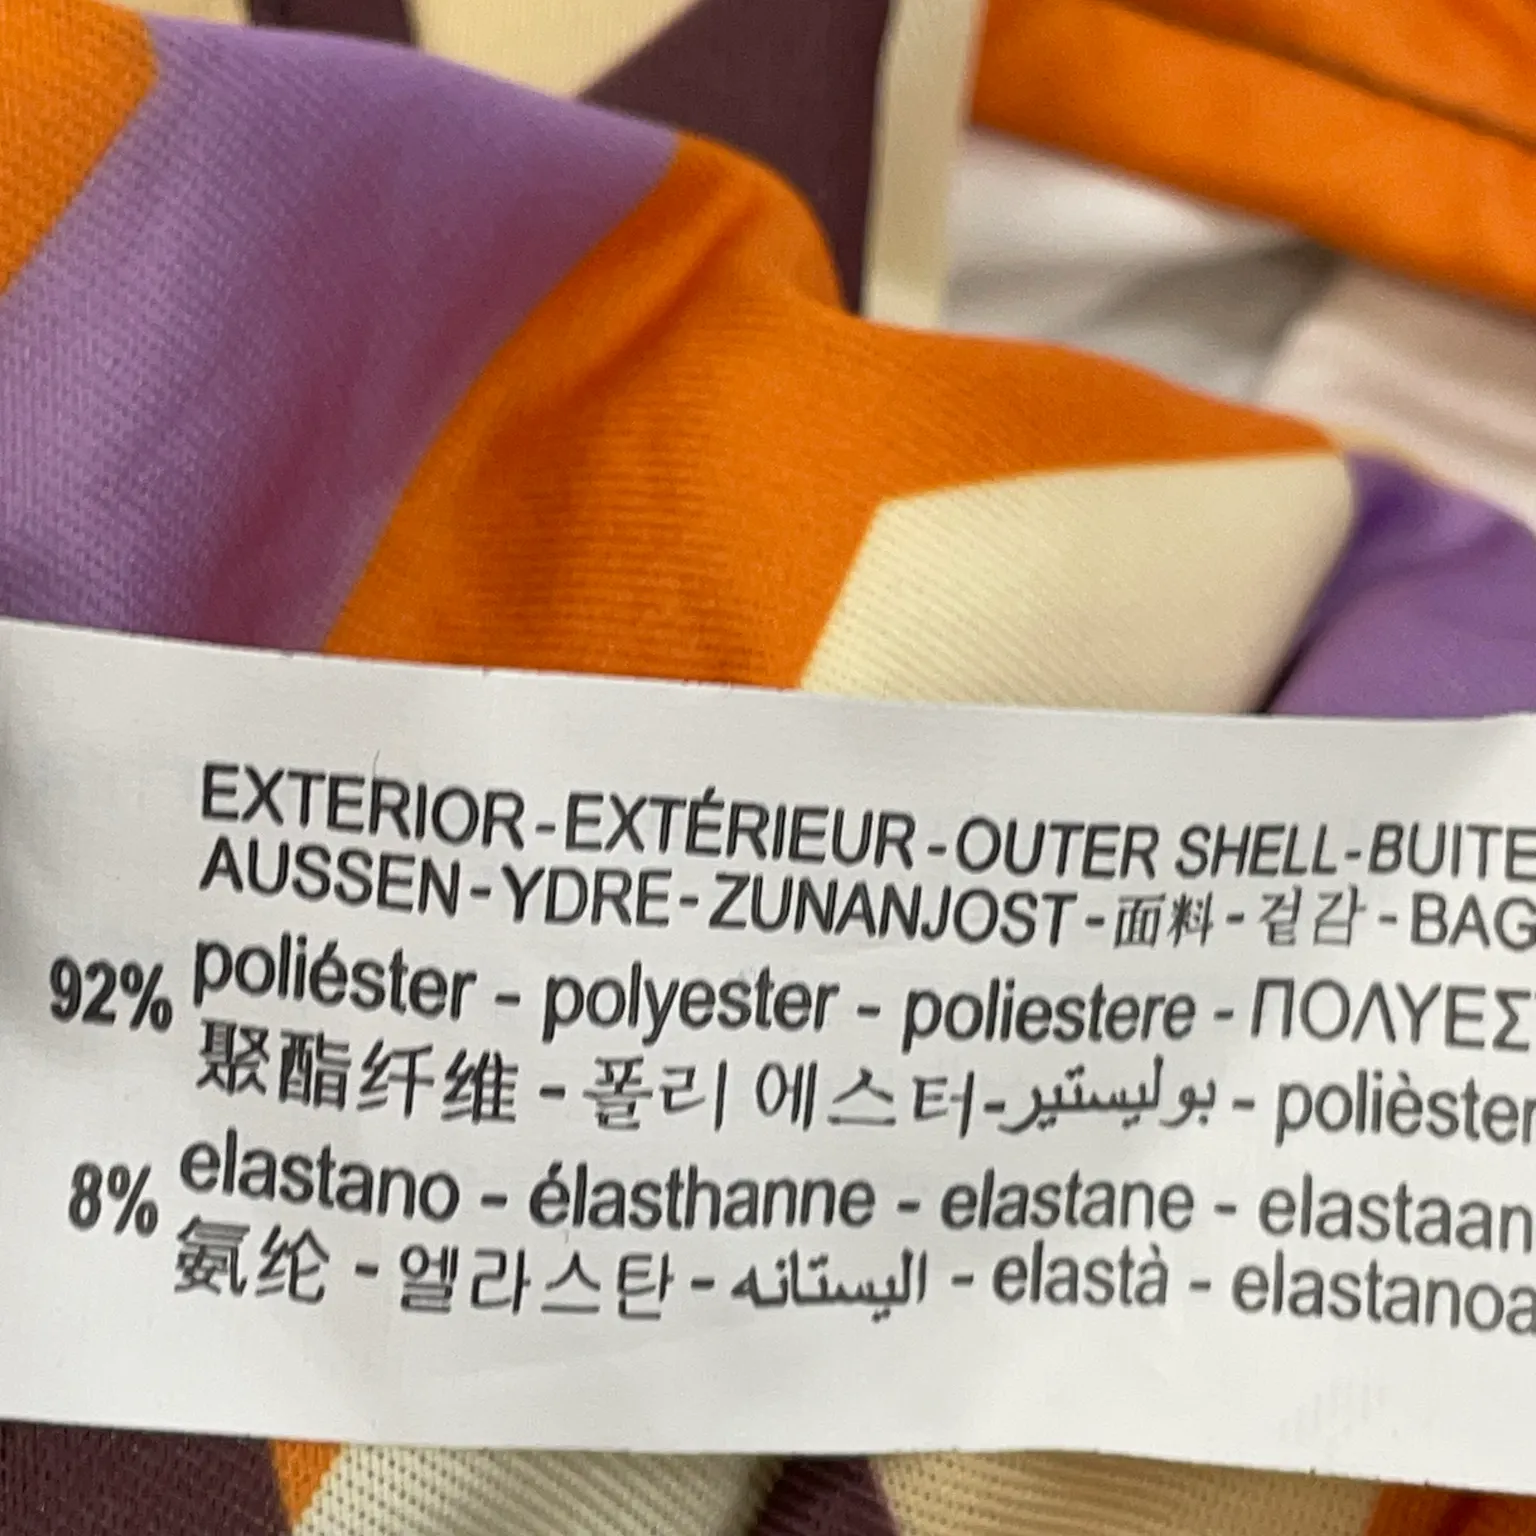 EXTERIOR-EXTÉRIEUR-OUTER SHELL-BUITE
AUSSEN-YDRE-ZUNANJOST-面料-겉감-BAG
92% poliéster - polyester - poliestere - ΠΟΛΥΕΣ
聚酯纤维 - 폴리 에스터-بوليستير - polièster
8% elastano - élasthanne - elastane - elastaan
氨纶 - 엘라스탄 - اليستانه - elastà - elastanoa